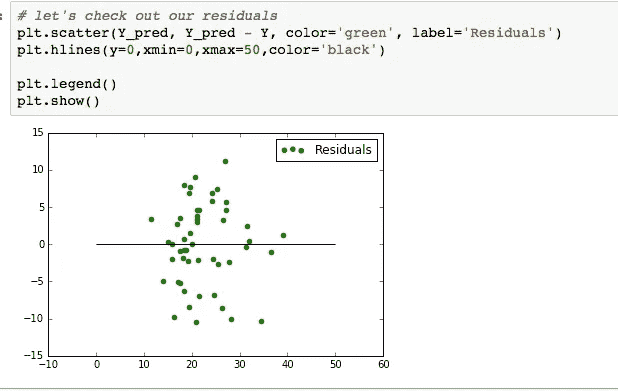 # let's check out our residuals
plt.scatter(Y_pred, Y_pred - Y, color='green', label='Residuals')
plt.hlines(y=0,xmin=0,xmax=50,color='black')
plt.legend()
plt.show()
Residuals
15
10
5
0
−5
−10
−15
−10 0 10 20 30 40 50 60